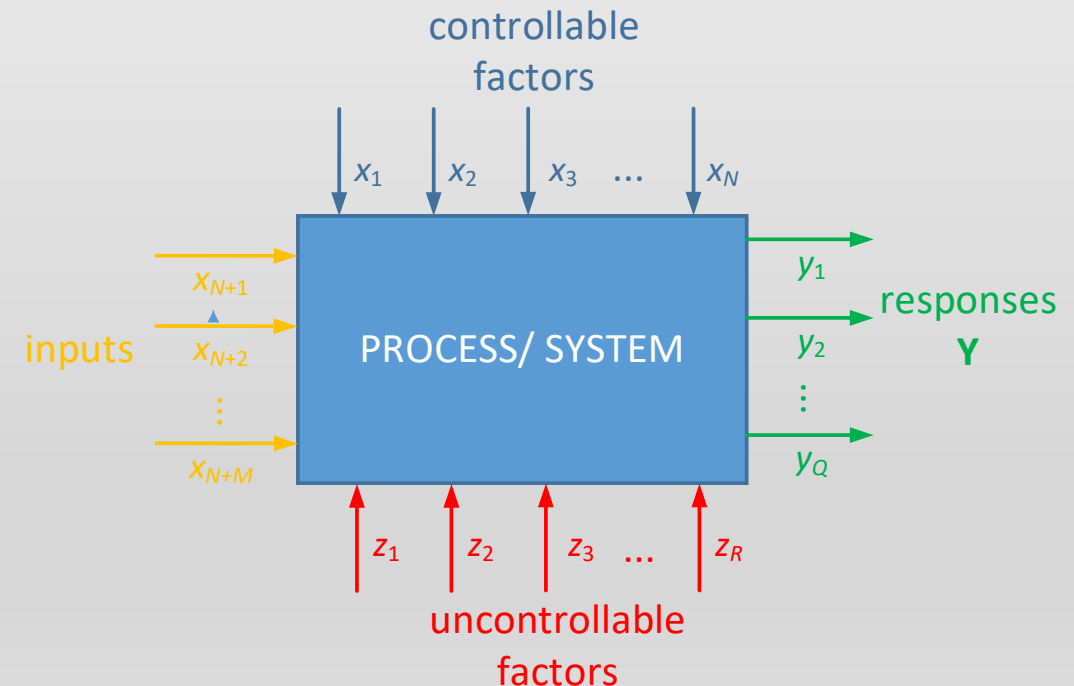 controllable
factors
x1 x2 x3 ... xN
xN+1
xN+2
⋮
xN+M
inputs
PROCESS/ SYSTEM
y1
y2
⋮
yQ
responses
Y
z1 z2 z3 ... zR
uncontrollable
factors